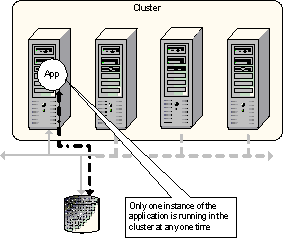 Cluster
App
Only one instance of the
application is running in the
cluster at any one time